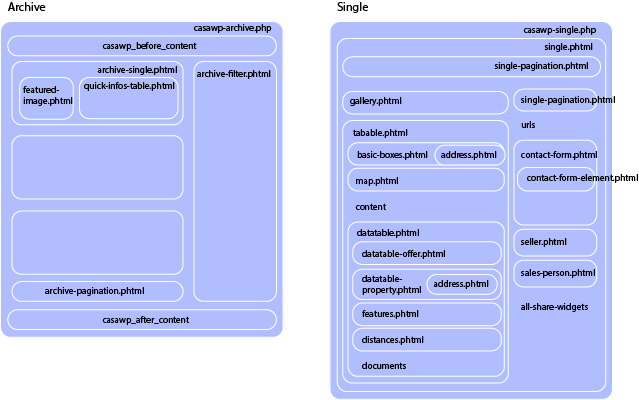 Archive
casawp-archive.php
casawp_before_content
archive-single.phtml
featured-
image.phtml
quick-infos-table.phtml
archive-filter.phtml
archive-pagination.phtml
casawp_after_content
Single
casawp-single.php
single.phtml
single-pagination.phtml
gallery.phtml
tabable.phtml
basic-boxes.phtml
address.phtml
map.phtml
content
datatable.phtml
datatable-offer.phtml
datatable-
property.phtml
address.phtml
features.phtml
distances.phtml
documents
single-pagination.phtml
urls
contact-form.phtml
contact-form-element.phtml
seller.phtml
sales-person.phtml
all-share-widgets